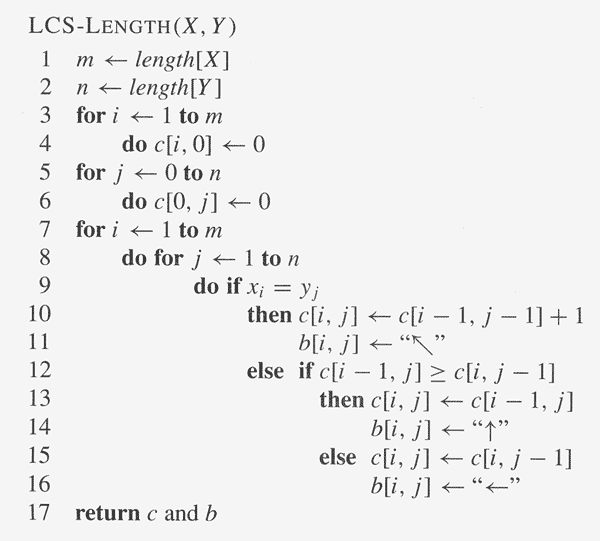 LCS-LENGTH(X, Y)
1 m ← length[X]
2 n ← length[Y]
3 for i ← 1 to m
4 do c[i, 0] ← 0
5 for j ← 0 to n
6 do c[0, j] ← 0
7 for i ← 1 to m
8 do for j ← 1 to n
9 do if xᵢ = yⱼ
10 then c[i, j] ← c[i − 1, j − 1] + 1
11 b[i, j] ← “↖”
12 else if c[i − 1, j] ≥ c[i, j − 1]
13 then c[i, j] ← c[i − 1, j]
14 b[i, j] ← “↑”
15 else c[i, j] ← c[i, j − 1]
16 b[i, j] ← “←”
17 return c and b